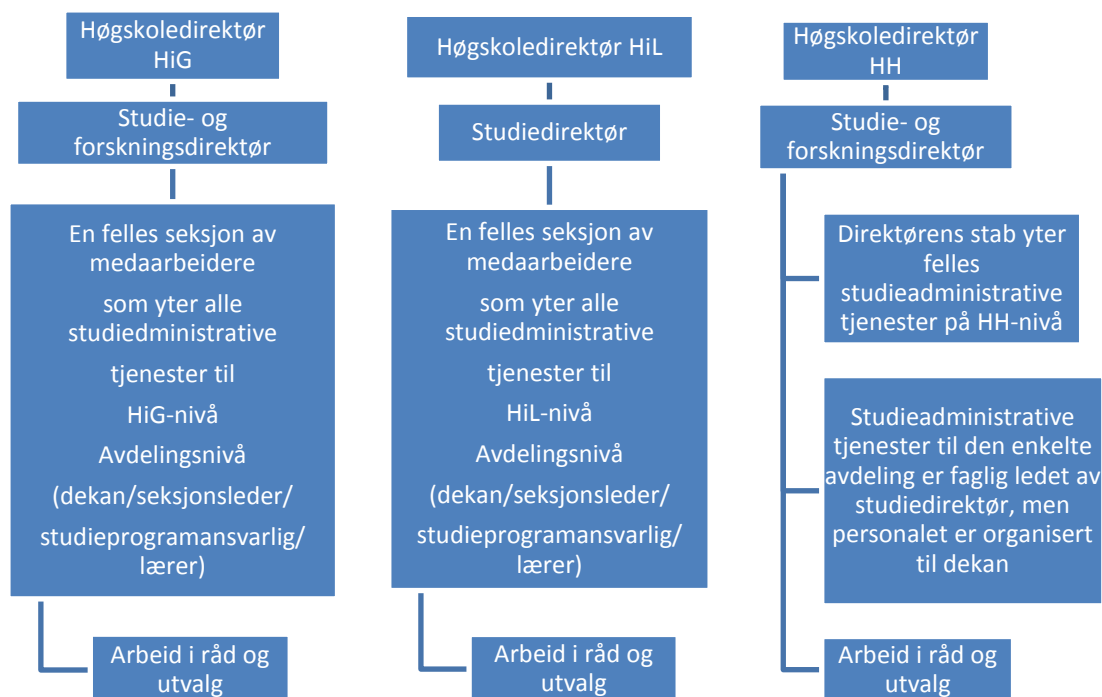 Høgskoledirektør
HiG
Studie- og
forskningsdirektør
En felles seksjon av
medaarbeidere
som yter alle
studiedministrative
tjenester til
HiG-nivå
Avdelingsnivå
(dekan/seksjonsleder/
studieprogramansvarlig/
lærer)
Arbeid i råd og
utvalg
Høgskoledirektør HiL
Studiedirektør
En felles seksjon av
medaarbeidere
som yter alle
studiedministrative
tjenester til
HiL-nivå
Avdelingsnivå
(dekan/seksjonsleder/
studieprogramansvarlig/
lærer)
Arbeid i råd og
utvalg
Høgskoledirektør
HH
Studie- og
forskningsdirektør
Direktørens stab yter
felles
studieadministrative
tjenester på HH-nivå
Studieadministrative
tjenester til den enkelte
avdeling er faglig ledet av
studiedirektør, men
personalet er organisert
til dekan
Arbeid i råd og
utvalg